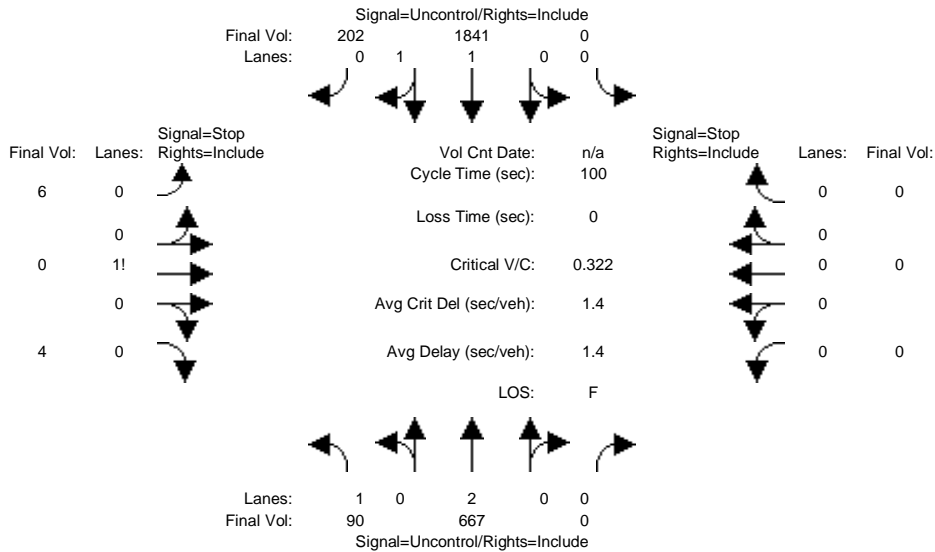 Signal=Uncontrol/Rights=Include
Final Vol: 202 1841 0
Lanes: 0 1 1 0 0
Signal=Stop Signal=Stop
Final Vol: Lanes: Rights=Include Vol Cnt Date: n/a Rights=Include Lanes: Final Vol:
Cycle Time (sec): 100
6 0 0 0
Loss Time (sec): 0
0 0
0 1! Critical V/C: 0.322 0 0
0 Avg Crit Del (sec/veh): 1.4 0
4 0 Avg Delay (sec/veh): 1.4 0 0
LOS: F
Lanes: 1 0 2 0 0
Final Vol: 90 667 0
Signal=Uncontrol/Rights=Include